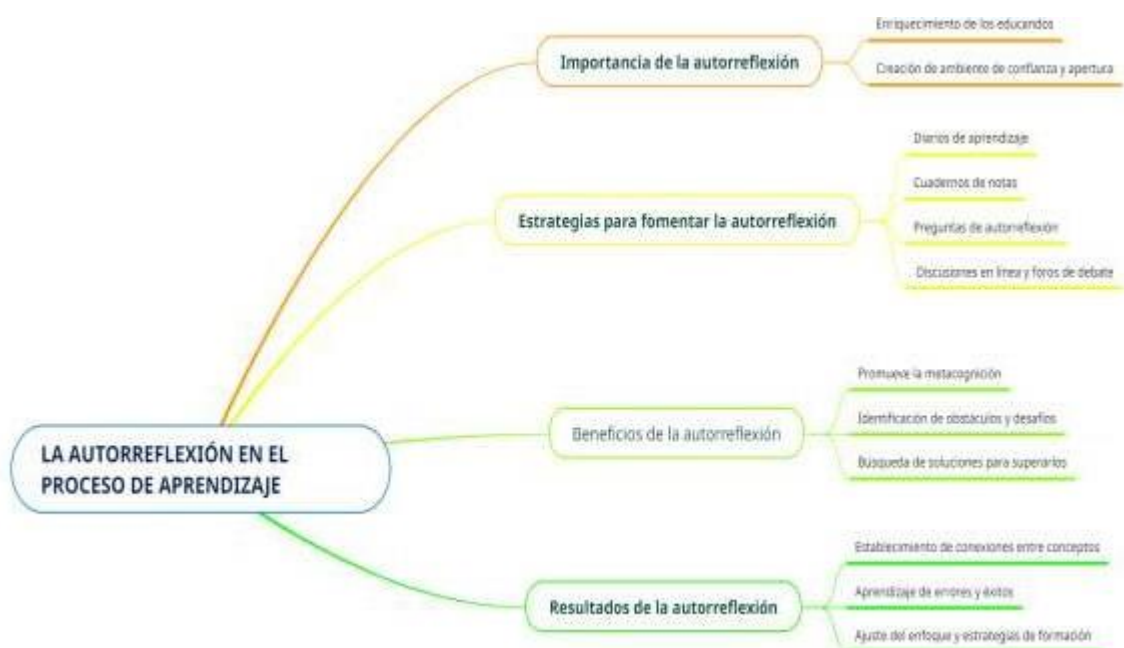 Enriquecimiento de los educandos
Importancia de la autorreflexión
Creación de ambiente de confianza y apertura
Diarios de aprendizaje
Cuadernos de notas
Estrategias para fomentar la autorreflexión
Preguntas de autorreflexión
Discusiones en línea y foros de debate
Promueve la metacognición
Beneficios de la autorreflexión
Identificación de obstáculos y desafíos
Búsqueda de soluciones para superarlos
LA AUTORREFLEXIÓN EN EL
PROCESO DE APRENDIZAJE
Establecimiento de conexiones entre conceptos
Resultados de la autorreflexión
Aprendizaje de errores y éxitos
Ajuste del enfoque y estrategias de formación